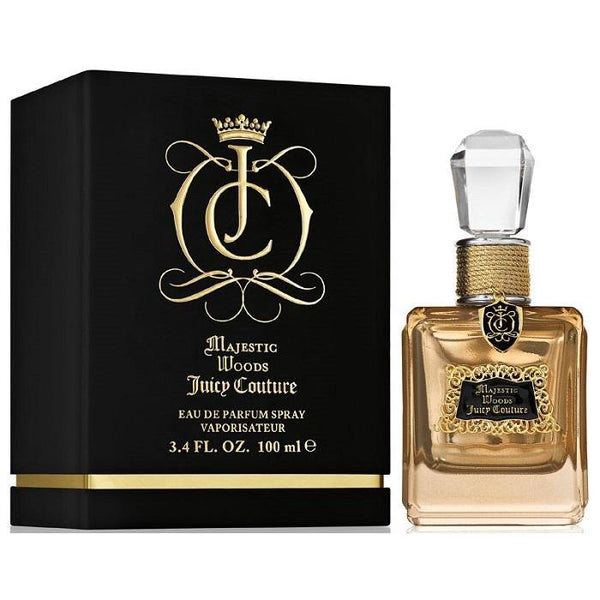 JC
Majestic
Woods
Juicy Couture
EAU DE PARFUM SPRAY
VAPORISATEUR
3.4 FL. OZ. 100 ml ℮
JC
Majestic
Woods
Juicy Couture